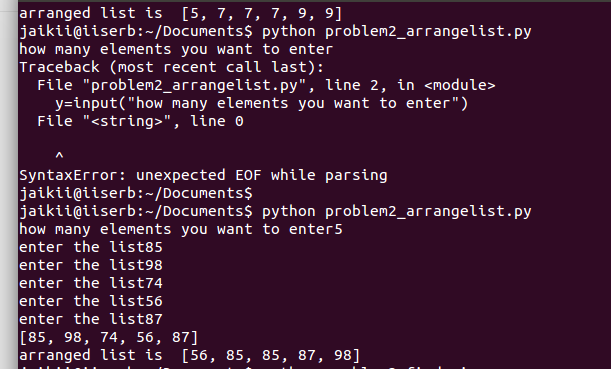 arranged list is  [5, 7, 7, 7, 9, 9]
jaikii@iiserb:~/Documents$ python problem2_arrangelist.py
how many elements you want to enter
Traceback (most recent call last):
  File "problem2_arrangelist.py", line 2, in <module>
    y=input("how many elements you want to enter")
  File "<string>", line 0
    ^
SyntaxError: unexpected EOF while parsing
jaikii@iiserb:~/Documents$
jaikii@iiserb:~/Documents$ python problem2_arrangelist.py
how many elements you want to enter5
enter the list85
enter the list98
enter the list74
enter the list56
enter the list87
[85, 98, 74, 56, 87]
arranged list is  [56, 85, 85, 87, 98]